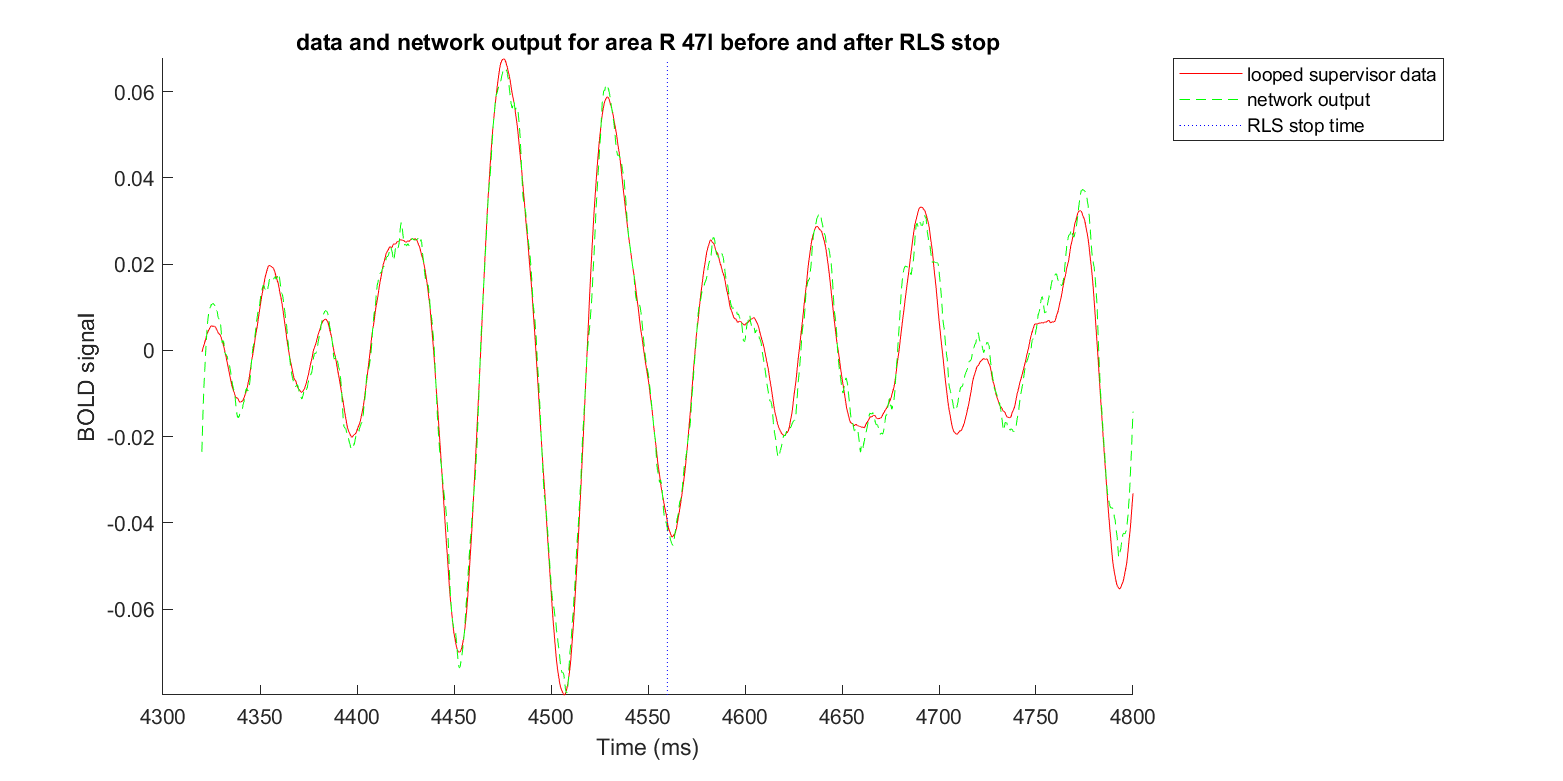 data and network output for area R 47l before and after RLS stop
looped supervisor data
network output
RLS stop time
BOLD signal
0.06
0.04
0.02
0
-0.02
-0.04
-0.06
4300 4350 4400 4450 4500 4550 4600 4650 4700 4750 4800
Time (ms)